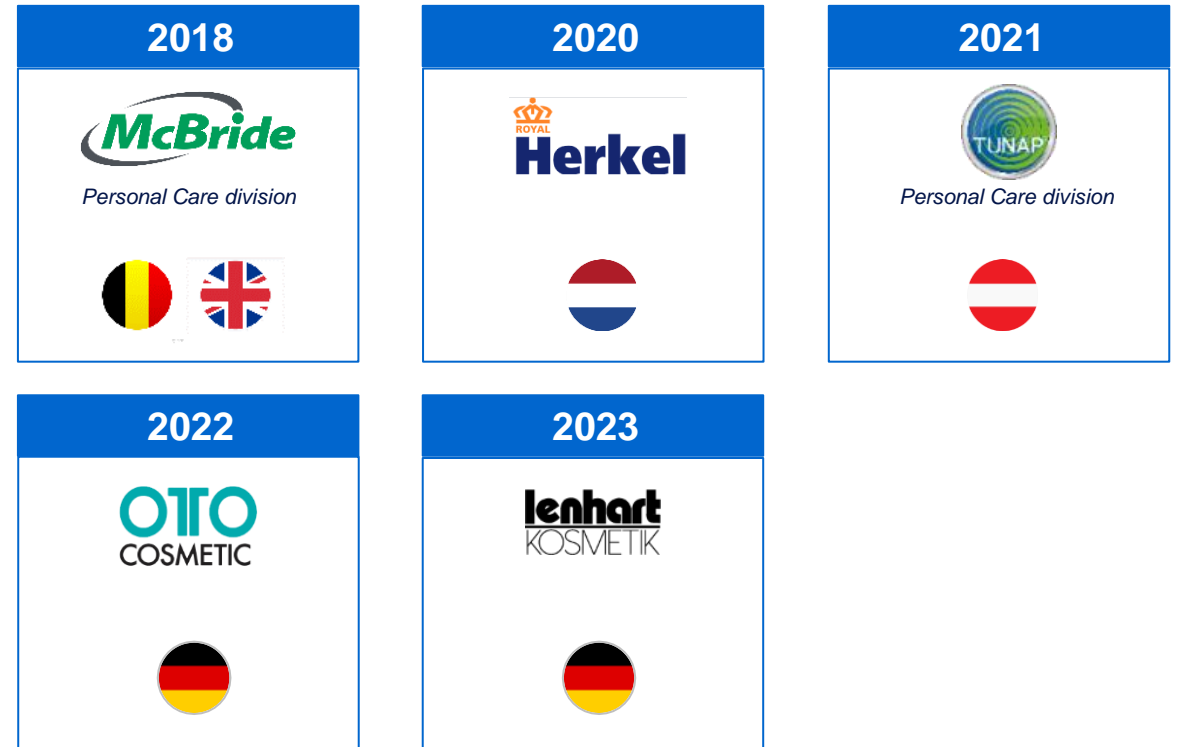 2018
2020
2021
McBride
Personal Care division
ROYAL
Herkel
TUNAP
Personal Care division
2022
2023
OTTO
COSMETIC
lenhart
KOSMETIK